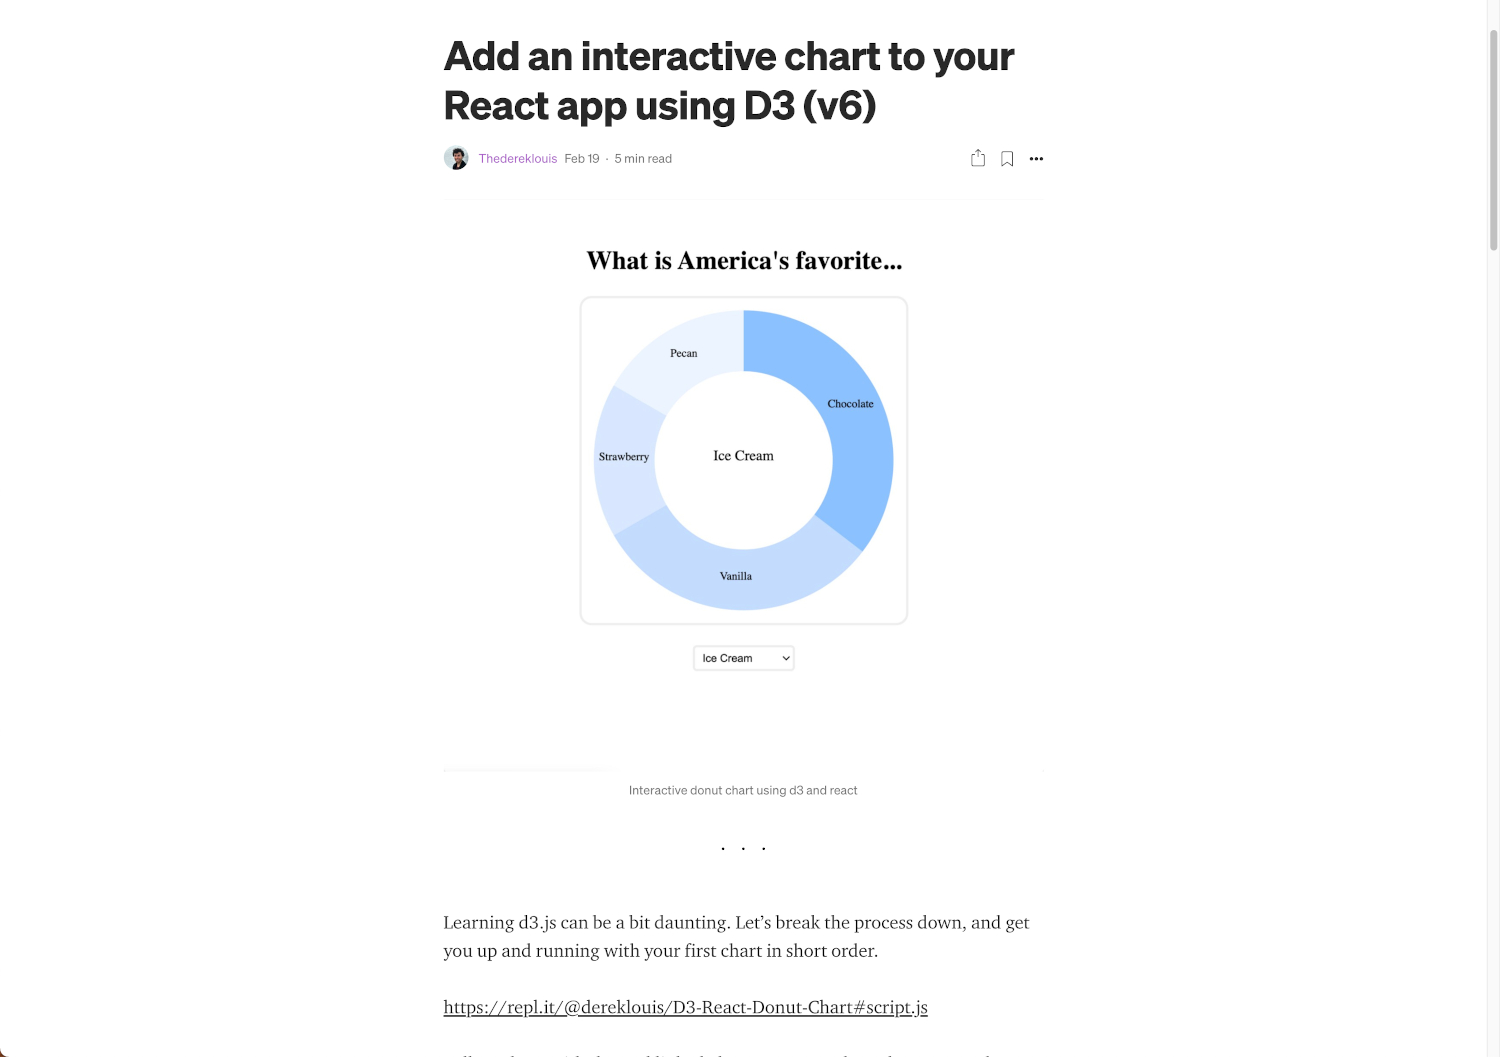 Add an interactive chart to your
React app using D3 (v6)
Thedereklouis Feb 19 · 5 min read
What is America's favorite...
Pecan
Chocolate
Strawberry
Ice Cream
Vanilla
Ice Cream
Interactive donut chart using d3 and react
Learning d3.js can be a bit daunting. Let’s break the process down, and get
you up and running with your first chart in short order.
https://repl.it/@dereklouis/D3-React-Donut-Chart#script.js